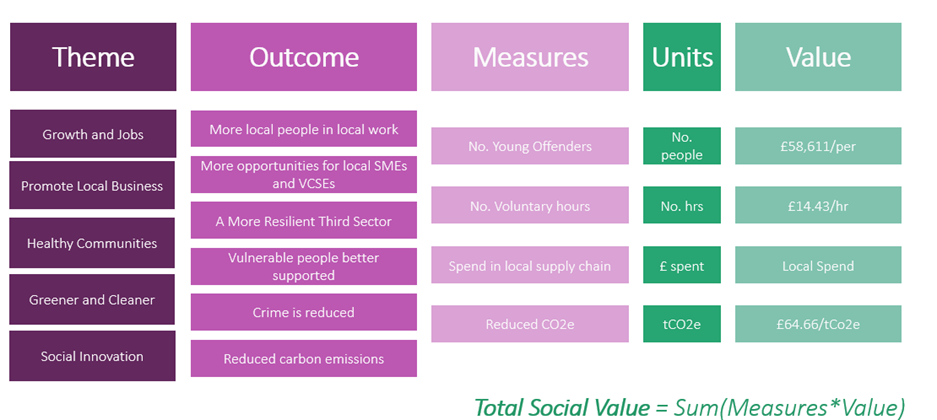 Theme
Outcome
Measures
Units
Value
Growth and Jobs
Promote Local Business
Healthy Communities
Greener and Cleaner
Social Innovation
More local people in local work
More opportunities for local SMEs
and VCSEs
A More Resilient Third Sector
Vulnerable people better
supported
Crime is reduced
Reduced carbon emissions
No. Young Offenders
No. Voluntary hours
Spend in local supply chain
Reduced CO2e
No.
people
No. hrs
£ spent
tCO2e
£58,611/per
£14.43/hr
Local Spend
£64.66/tCo2e
Total Social Value = Sum(Measures*Value)